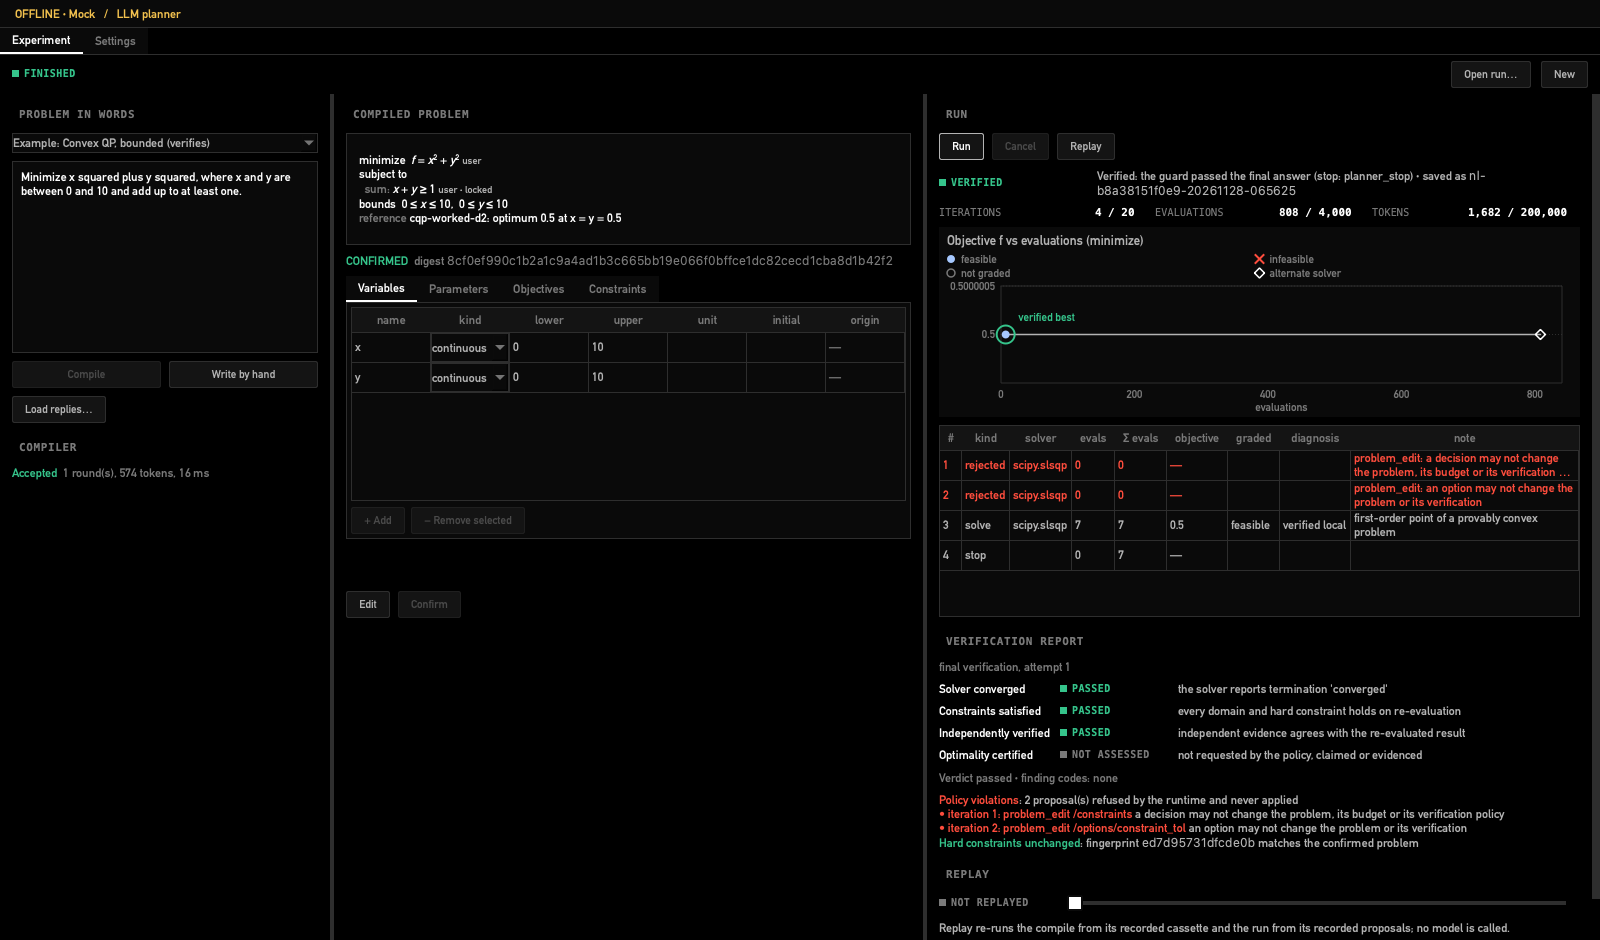 OFFLINE • Mock / LLM planner
Experiment Settings
FINISHED
Open run... New
PROBLEM IN WORDS
Example: Convex QP, bounded (verifies)
Minimize x squared plus y squared, where x and y are
between 0 and 10 and add up to at least one.
Compile Write by hand
Load replies...
COMPILER
Accepted 1 round(s), 574 tokens, 16 ms
COMPILED PROBLEM
minimize f = x² + y² user
subject to
sum: x + y ≥ 1 user • locked
bounds 0 ≤ x ≤ 10, 0 ≤ y ≤ 10
reference cqp-worked-d2: optimum 0.5 at x = y = 0.5
CONFIRMED digest 8cf0ef990c1b2a1c9a4ad1b3c665bb19e066f0bffce1dc82cecd1cba8d1b42f2
Variables Parameters Objectives Constraints
name kind lower upper unit initial origin
x continuous 0 10 —
y continuous 0 10 —
+ Add − Remove selected
Edit Confirm
RUN
Run Cancel Replay
VERIFIED
Verified: the guard passed the final answer (stop: planner_stop) • saved as nl-
b8a38151f0e9-20261128-065625
ITERATIONS 4 / 20 EVALUATIONS 808 / 4,000 TOKENS 1,682 / 200,000
Objective f vs evaluations (minimize)
feasible infeasible
not graded alternate solver
0.5000005
verified best
0.5
0 200 400 600 800
evaluations
# kind solver evals Σ evals objective graded diagnosis note
1 rejected scipy.slsqp 0 0 — problem_edit: a decision may not change
the problem, its budget or its verification ...
2 rejected scipy.slsqp 0 0 — problem_edit: an option may not change the
problem or its verification
3 solve scipy.slsqp 7 7 0.5 feasible verified local first-order point of a provably convex
problem
4 stop 0 7 —
VERIFICATION REPORT
final verification, attempt 1
Solver converged PASSED the solver reports termination 'converged'
Constraints satisfied PASSED every domain and hard constraint holds on re-evaluation
Independently verified PASSED independent evidence agrees with the re-evaluated result
Optimality certified NOT ASSESSED not requested by the policy, claimed or evidenced
Verdict passed • finding codes: none
Policy violations: 2 proposal(s) refused by the runtime and never applied
• iteration 1: problem_edit /constraints a decision may not change the problem, its budget or its verification policy
• iteration 2: problem_edit /options/constraint_tol an option may not change the problem or its verification
Hard constraints unchanged: fingerprint ed7d95731dfcde0b matches the confirmed problem
REPLAY
NOT REPLAYED
Replay re-runs the compile from its recorded cassette and the run from its recorded proposals; no model is called.